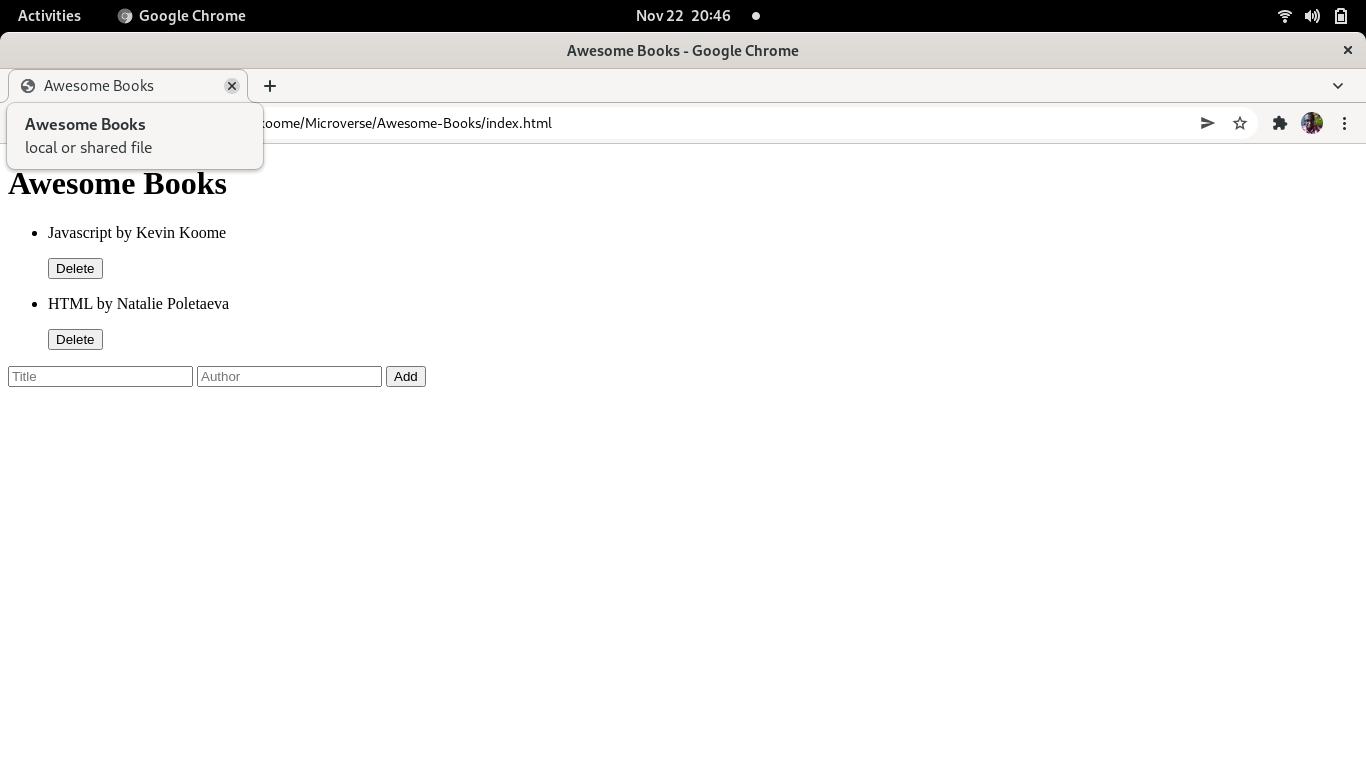 Activities Google Chrome Nov 22 20:46
Awesome Books - Google Chrome
Awesome Books
Awesome Books
local or shared file
koome/Microverse/Awesome-Books/index.html
Awesome Books
Javascript by Kevin Koome
Delete
HTML by Natalie Poletaeva
Delete
Title Author Add